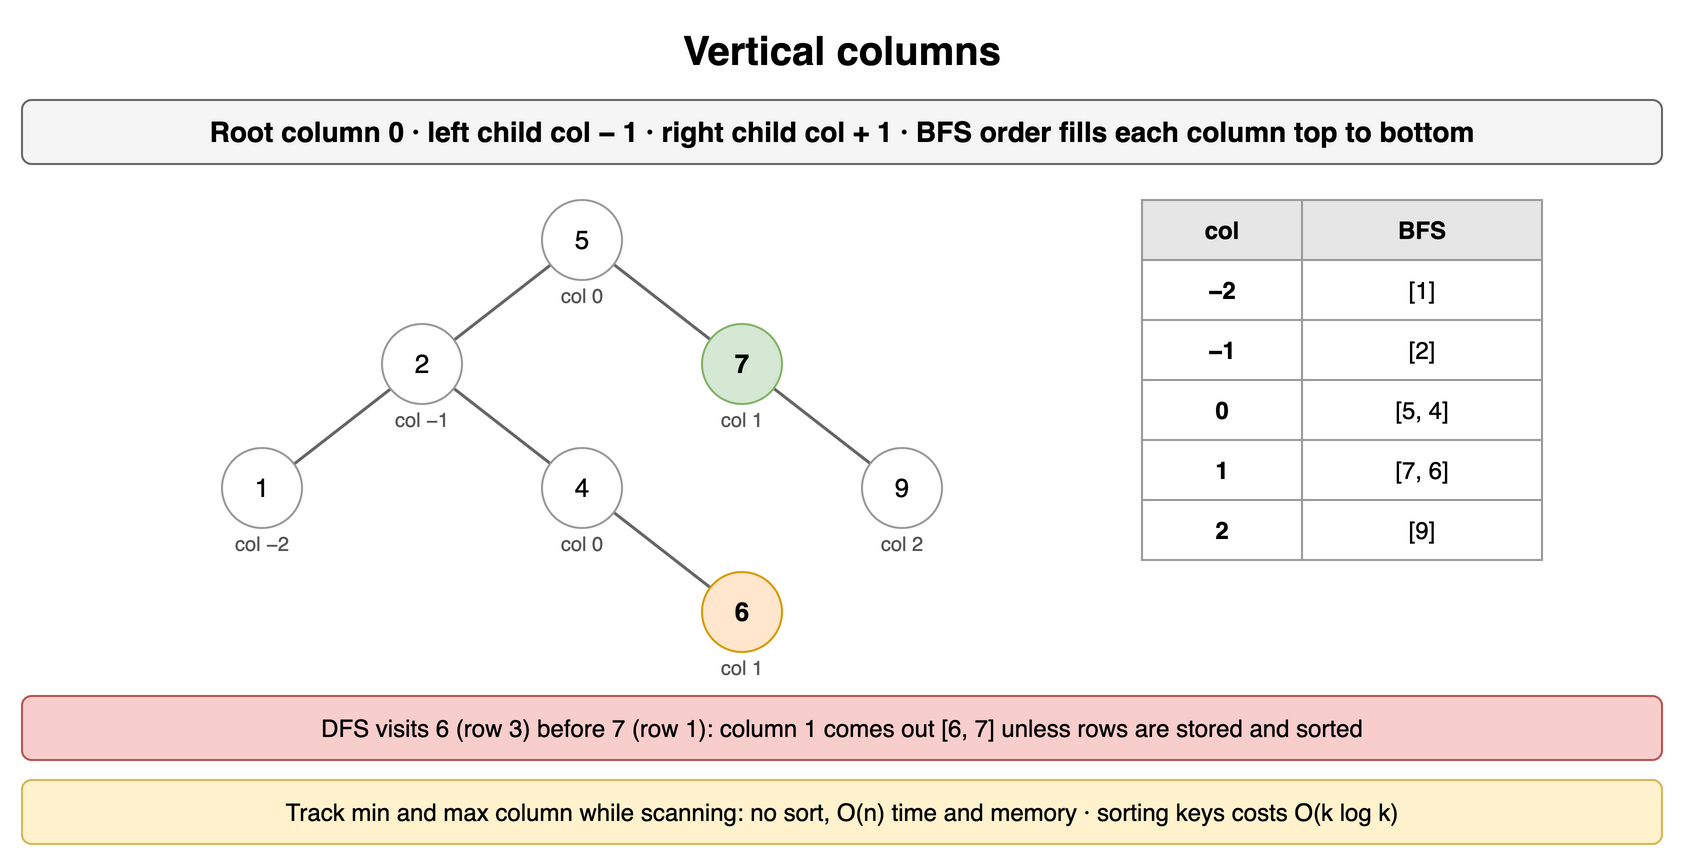 Vertical columns
Root column 0 · left child col – 1 · right child col + 1 · BFS order fills each column top to bottom
5
col 0
2
col –1
7
col 1
1
col –2
4
col 0
9
col 2
6
col 1
col BFS
–2 [1]
–1 [2]
0 [5, 4]
1 [7, 6]
2 [9]
DFS visits 6 (row 3) before 7 (row 1): column 1 comes out [6, 7] unless rows are stored and sorted
Track min and max column while scanning: no sort, O(n) time and memory · sorting keys costs O(k log k)